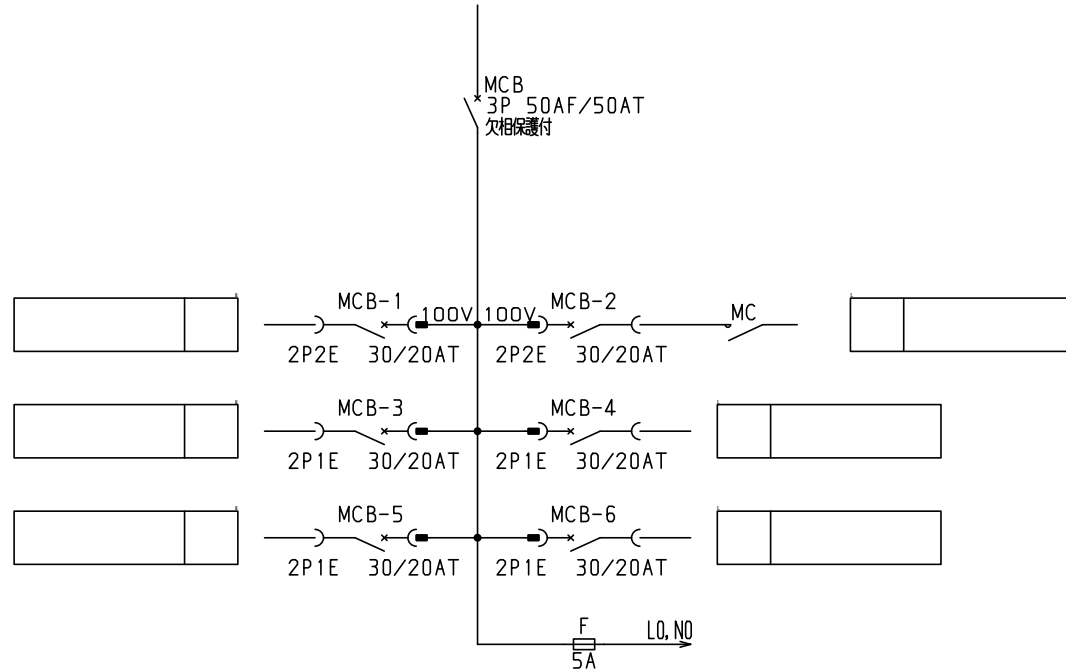 MCB
3P 50AF/50AT
欠相保護付
MCB-1
100V
100V
MCB-2
MC
2P2E
30/20AT
2P2E
30/20AT
MCB-3
MCB-4
2P1E
30/20AT
2P1E
30/20AT
MCB-5
MCB-6
2P1E
30/20AT
2P1E
30/20AT
F
L0,N0
5A